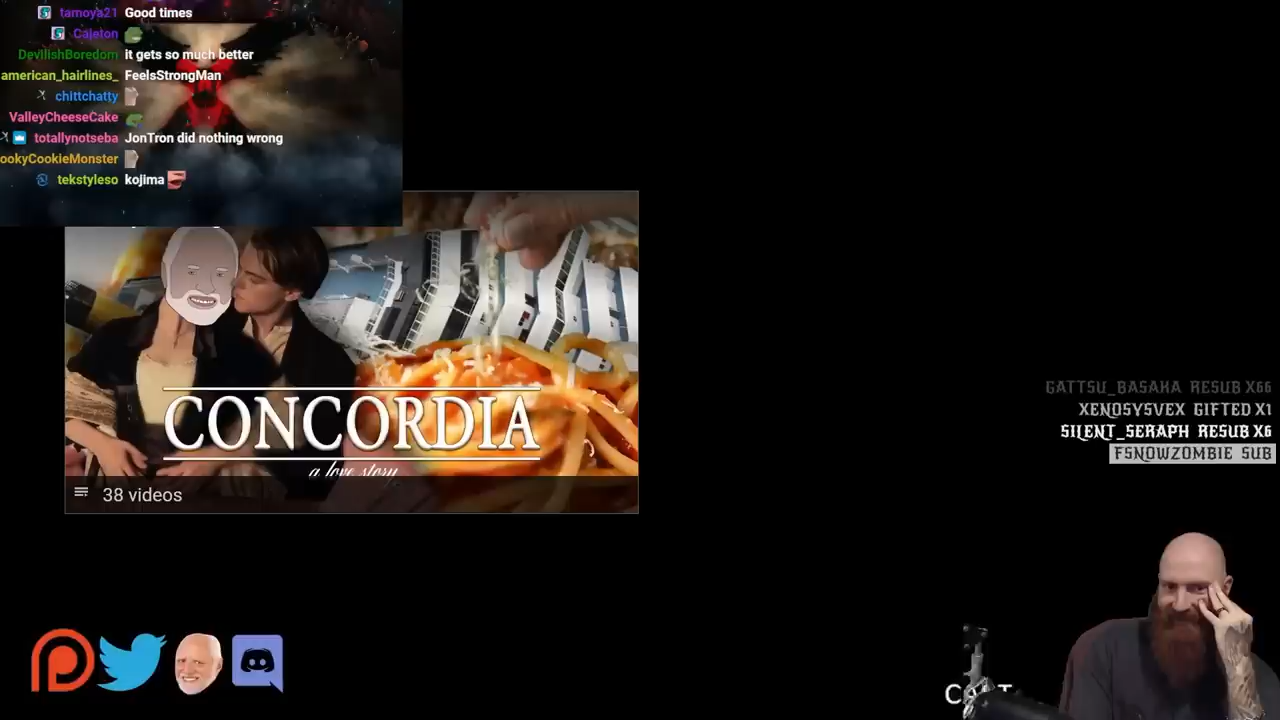 tamoya21 Good times
Cajeton
DevilishBoredom it gets so much better
american_hairlines_ FeelsStrongMan
chittchatty
ValleyCheeseCake
totallynotseba JonTron did nothing wrong
ookyCookieMonster
tekstyleso kojima
CONCORDIA
a love story
38 videos
GATTSU_BASAKA RESUB X66
XENOSYSVEX GIFTED X1
SILENT_SERAPH RESUB X6
FSNOWZOMBIE SUB